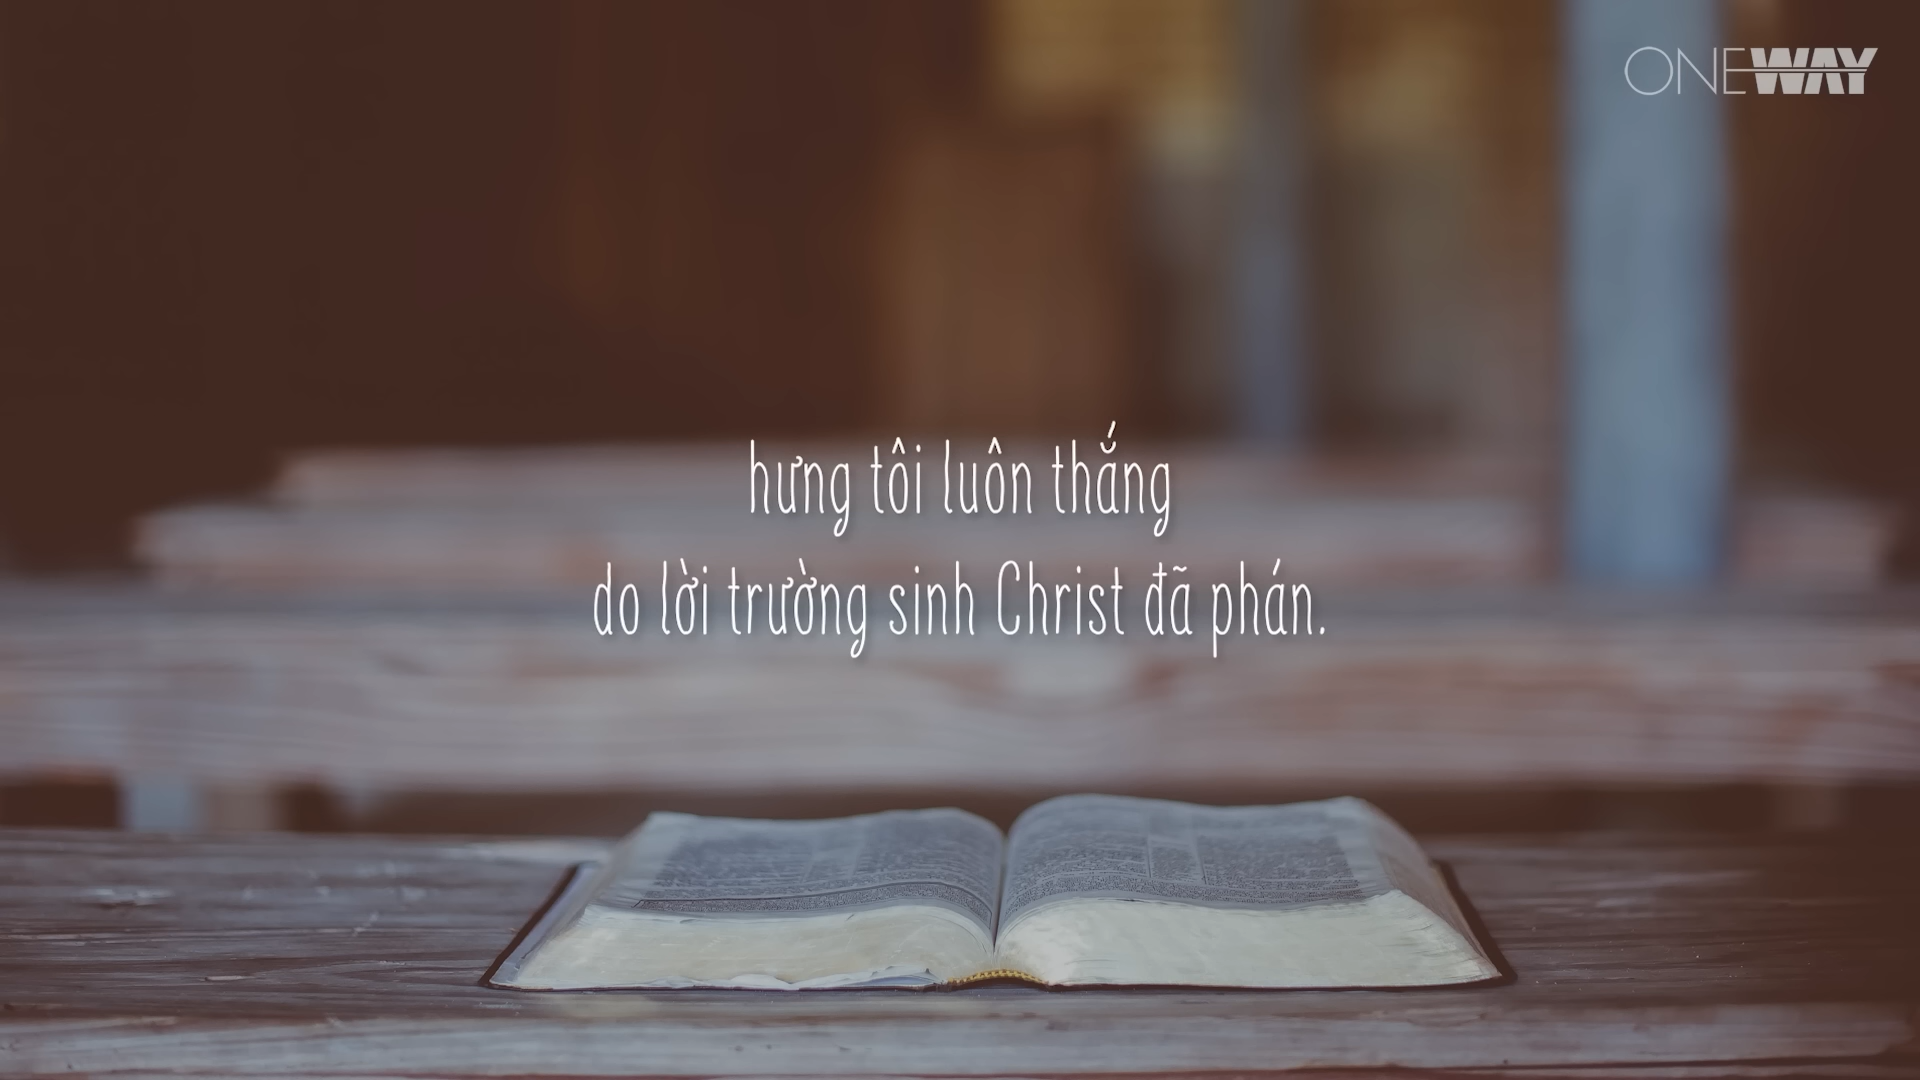 ONEWAY
hưng tôi luôn thắng
do lời trường sinh Christ đã phán.